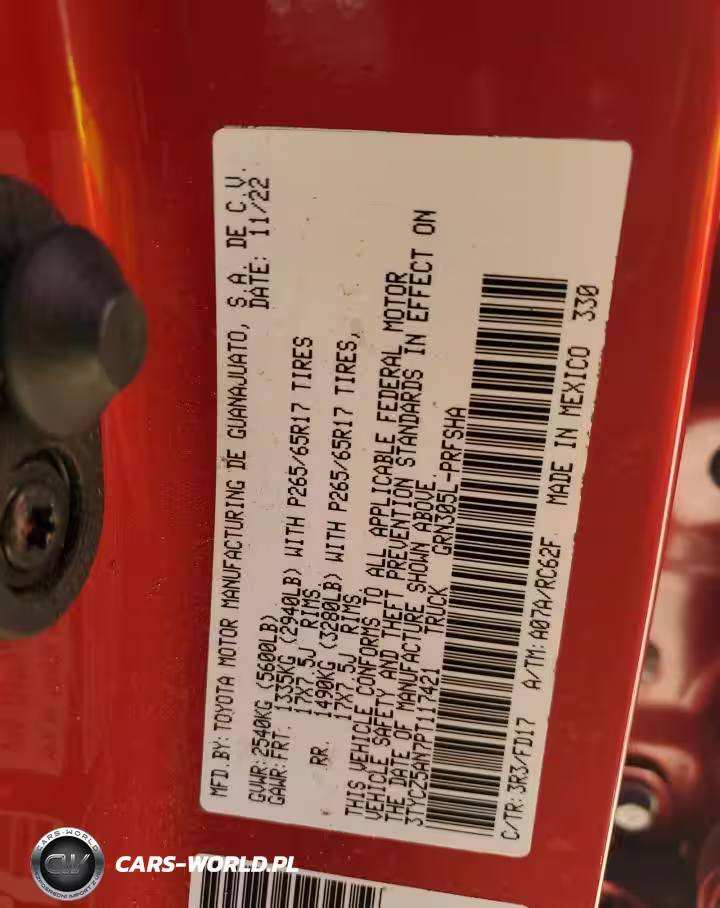 MFD.BY: TOYOTA MOTOR MANUFACTURING DE GUANAJUATO, S.A. DE C.V.
DATE: 11/22
GVWR: 2540KG (5600LB)
GAWR: FRT. 1335KG (2940LB) WITH P265/65R17 TIRES
17X7.5J RIMS.
RR. 1490KG (3280LB) WITH P265/65R17 TIRES,
17X7.5J RIMS.
THIS VEHICLE CONFORMS TO ALL APPLICABLE FEDERAL MOTOR
VEHICLE SAFETY AND THEFT PREVENTION STANDARDS IN EFFECT ON
THE DATE OF MANUFACTURE SHOWN ABOVE.
3TYCZ5AN7PT117421 TRUCK GRN305L-PRFSHA
C/TR: 3R3/FD17 A/TM: A07A/RC62F MADE IN MEXICO 330
CARS-WORLD
CW
CARS-WORLD.PL